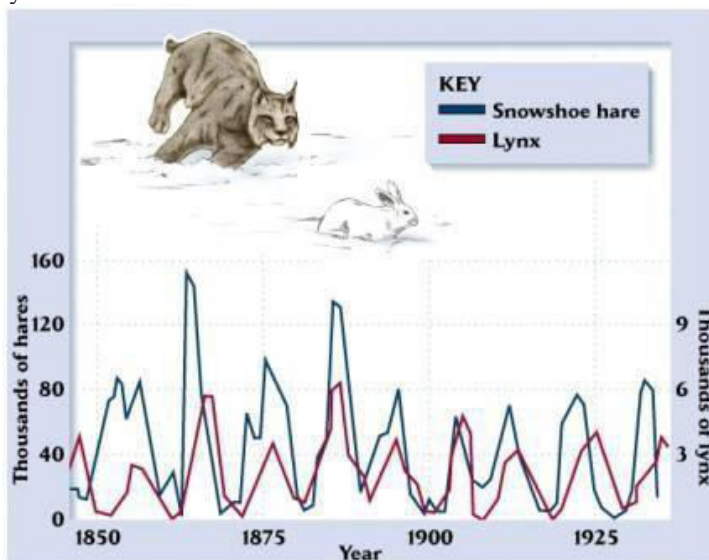 KEY
Snowshoe hare
Lynx
160
120
80
40
0
Thousands of hares
9
6
3
Thousands of lynx
1850 1875 1900 1925
Year